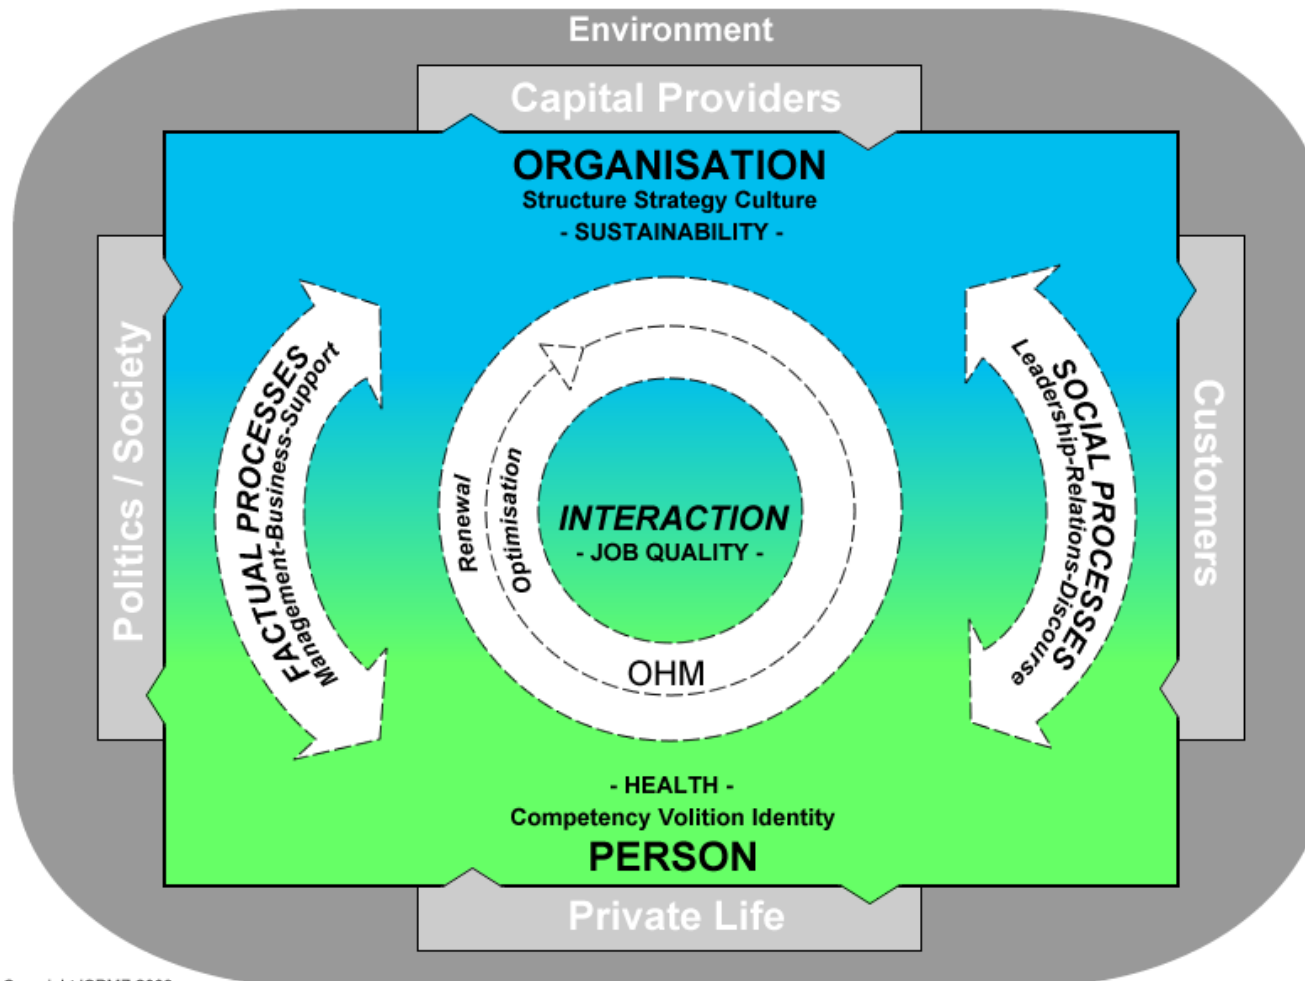 Environment
Capital Providers
ORGANISATION
Structure Strategy Culture
- SUSTAINABILITY -
Politics / Society
FACTUAL PROCESSES
Management-Business-Support
Renewal
Optimisation
INTERACTION
- JOB QUALITY -
OHM
SOCIAL PROCESSES
Leadership-Relations-Discourse
Customers
- HEALTH -
Competency Volition Identity
PERSON
Private Life